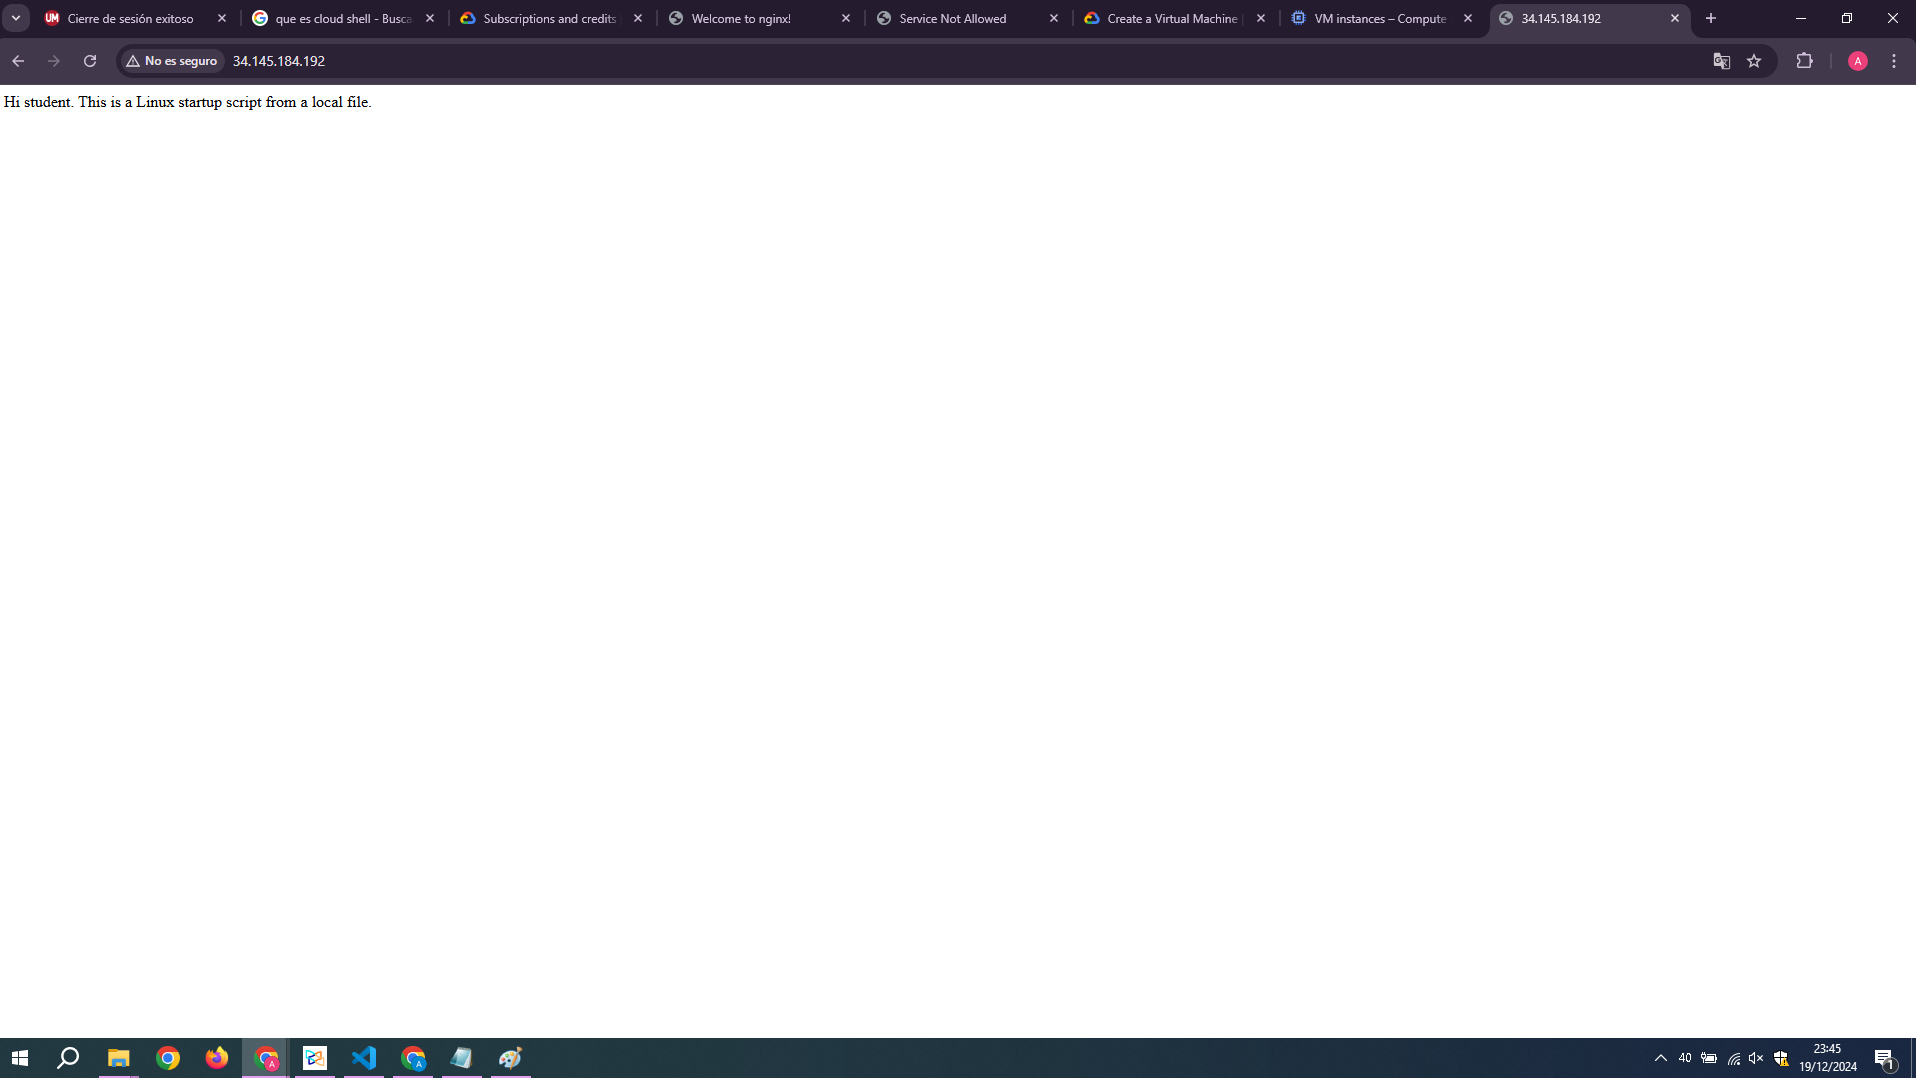 UM Cierre de sesión exitoso
que es cloud shell - Busca
Subscriptions and credits
Welcome to nginx!
Service Not Allowed
Create a Virtual Machine
VM instances – Compute
34.145.184.192
No es seguro
34.145.184.192
A
Hi student. This is a Linux startup script from a local file.
A
A
40
23:45
19/12/2024
1